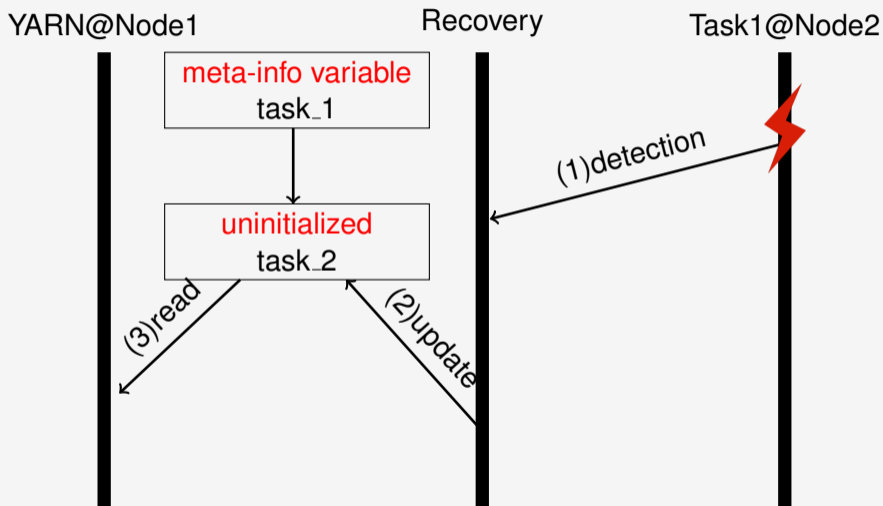 YARN@Node1
Recovery
Task1@Node2
meta-info variable
task_1
(1)detection
uninitialized
task_2
(3)read
(2)update